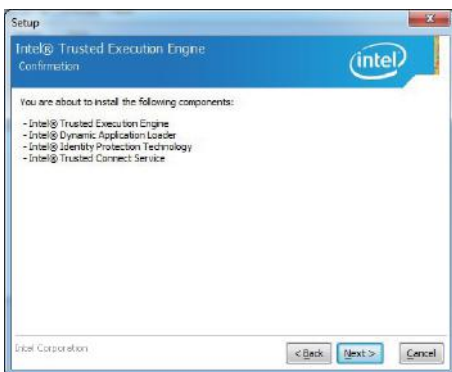 Setup
Intel® Trusted Execution Engine
Confirmation
intel
You are about to install the following components:
- Intel® Trusted Execution Engine
- Intel® Dynamic Application Loader
- Intel® Identity Protection Technology
- Intel® Trusted Connect Service
Intel Corporation
< Back Next > Cancel